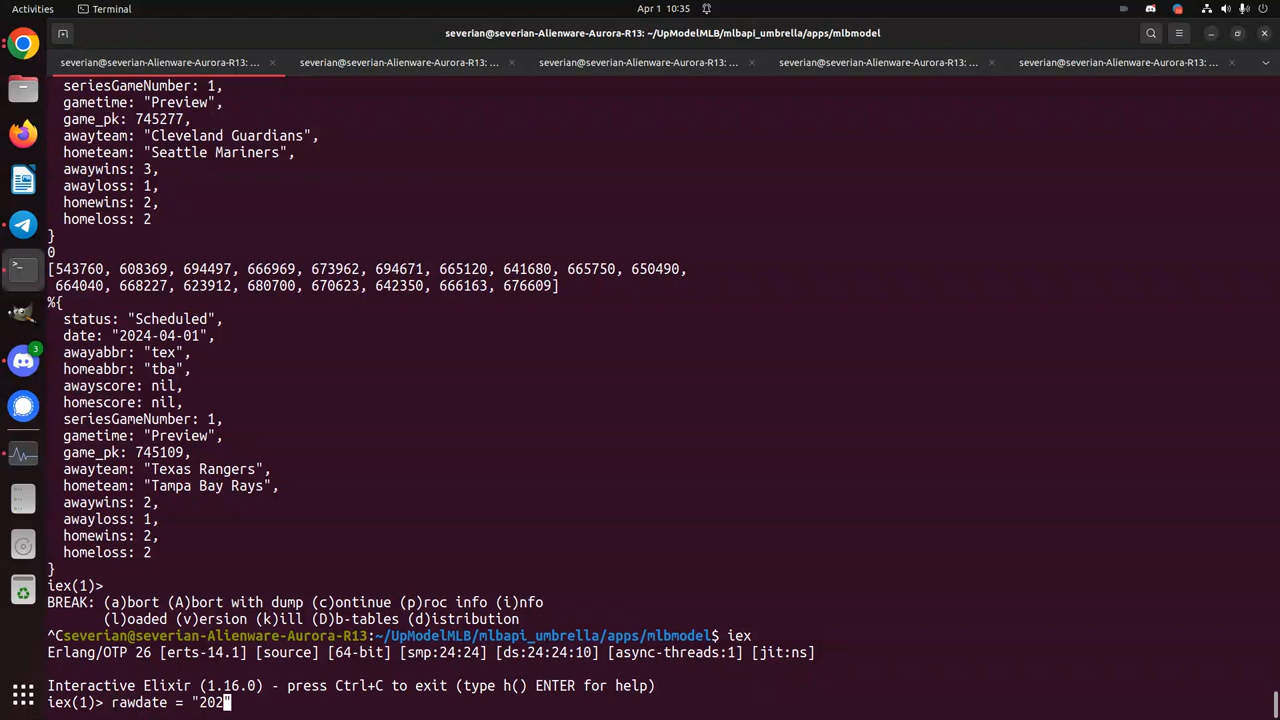 Activities
Terminal
Apr 1 10:35
severian@severian-Alienware-Aurora-R13: ~/UpModelMLB/mlbapi_umbrella/apps/mlbmodel
severian@severian-Alienware-Aurora-R13: ...
severian@severian-Alienware-Aurora-R13: ...
severian@severian-Alienware-Aurora-R13: ...
severian@severian-Alienware-Aurora-R13: ...
severian@severian-Alienware-Aurora-R13: ...
seriesGameNumber: 1,
gametime: "Preview",
game_pk: 745277,
awayteam: "Cleveland Guardians",
hometeam: "Seattle Mariners",
awaywins: 3,
awayloss: 1,
homewins: 2,
homeloss: 2
}
0
[543760, 608369, 694497, 666969, 673962, 694671, 665120, 641680, 665750, 650490,
664040, 668227, 623912, 680700, 670623, 642350, 666163, 676609]
%{
status: "Scheduled",
date: "2024-04-01",
awayabbr: "tex",
homeabbr: "tba",
awayscore: nil,
homescore: nil,
seriesGameNumber: 1,
gametime: "Preview",
game_pk: 745109,
awayteam: "Texas Rangers",
hometeam: "Tampa Bay Rays",
awaywins: 2,
awayloss: 1,
homewins: 2,
homeloss: 2
}
iex(1)>
BREAK: (a)bort (A)bort with dump (c)ontinue (p)roc info (i)nfo
(l)oaded (v)ersion (k)ill (D)b-tables (d)istribution
^Cseverian@severian-Alienware-Aurora-R13:~/UpModelMLB/mlbapi_umbrella/apps/mlbmodel$ iex
Erlang/OTP 26 [erts-14.1] [source] [64-bit] [smp:24:24] [ds:24:24:10] [async-threads:1] [jit:ns]
Interactive Elixir (1.16.0) - press Ctrl+C to exit (type h() ENTER for help)
iex(1)> rawdate = "202"
3